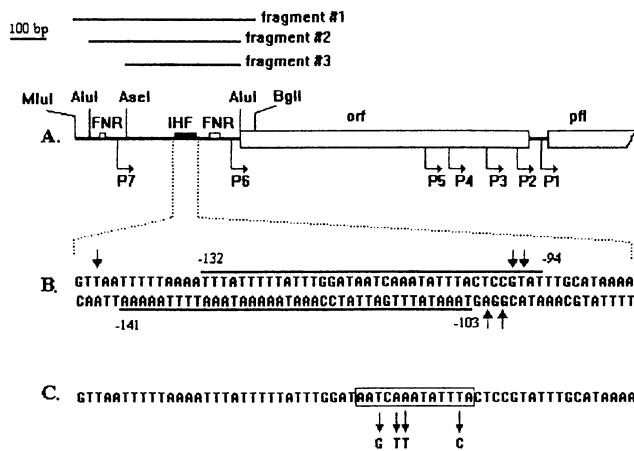 fragment #1
100 bp
fragment #2
fragment #3
MluI AluI AseI AluI BglI
FNR IHF FNR orf pfl
A.
P7 P6 P5 P4 P3 P2 P1
-132 -94
GTTAATTTTTAAAATTTATTTTTATTTGGATAATCAAATATTTACTCCGTATTTGCATAAAA
B.
CAATTAAAAATTTTAAATAAAAATAAACCTATTAGTTTATAAATGAGGCATAAACGTATTTT
-141 -103
C. GTTAATTTTTAAAATTTATTTTTATTTGGATAATCAAATATTTACTCCGTATTTGCATAAAA
G TT C